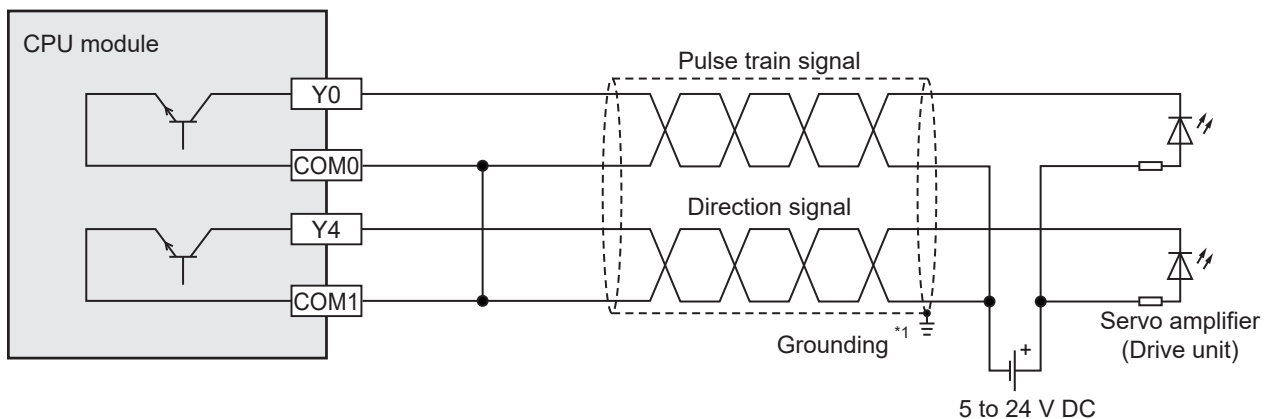 CPU module
Pulse train signal
Y0
COM0
Direction signal
Y4
COM1
Grounding *1
Servo amplifier
(Drive unit)
+
5 to 24 V DC